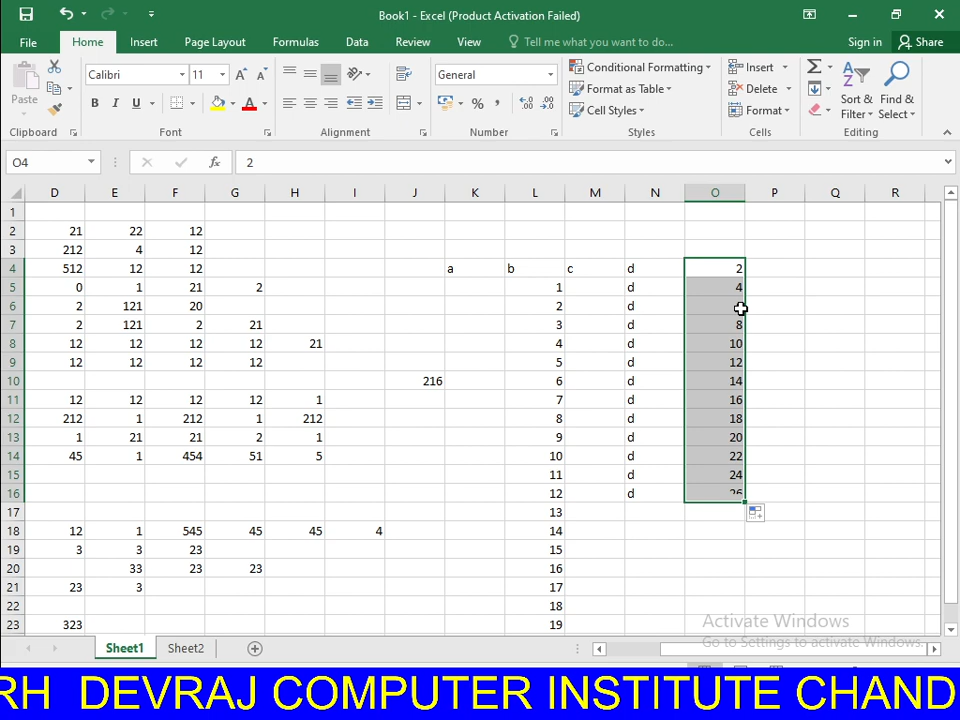 Book1 - Excel (Product Activation Failed)
File Home Insert Page Layout Formulas Data Review View Tell me what you want to do... Sign in Share
Paste Calibri 11 General Conditional Formatting Insert
B I U % , Format as Table Delete Sort & Find &
Cell Styles Format Filter Select
Clipboard Font Alignment Number Styles Cells Editing
O4 fx 2
D E F G H I J K L M N O P Q R
1
2 21 22 12
3 212 4 12
4 512 12 12 a b c d 2
5 0 1 21 2 1 d 4
6 2 121 20 2 d
7 2 121 2 21 3 d 8
8 12 12 12 12 21 4 d 10
9 12 12 12 12 5 d 12
10 216 6 d 14
11 12 12 12 12 1 7 d 16
12 212 1 212 1 212 8 d 18
13 1 21 21 2 1 9 d 20
14 45 1 454 51 5 10 d 22
15 11 d 24
16 12 d 26
17 13
18 12 1 545 45 45 4 14
19 3 3 23 15
20 33 23 23 16
21 23 3 17
22 18
23 323 19
Activate Windows
Go to Settings to activate Windows.
Sheet1 Sheet2
RH DEVRAJ COMPUTER INSTITUTE CHAND